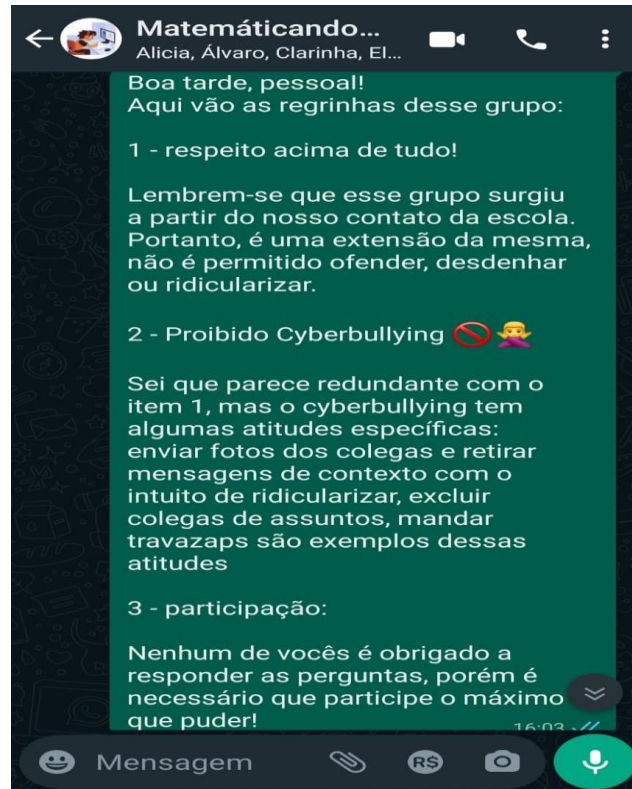 Matemáticando...
Alicia, Álvaro, Clarinha, El...
Boa tarde, pessoal!
Aqui vão as regrinhas desse grupo:
1 - respeito acima de tudo!
Lembrem-se que esse grupo surgiu
a partir do nosso contato da escola.
Portanto, é uma extensão da mesma,
não é permitido ofender, desdenhar
ou ridicularizar.
2 - Proibido Cyberbullying 🚫🙅
Sei que parece redundante com o
item 1, mas o cyberbullying tem
algumas atitudes específicas:
enviar fotos dos colegas e retirar
mensagens de contexto com o
intuito de ridicularizar, excluir
colegas de assuntos, mandar
travazaps são exemplos dessas
atitudes
3 - participação:
Nenhum de vocês é obrigado a
responder as perguntas, porém é
necessário que participe o máximo
que puder!
16:03
Mensagem
R$